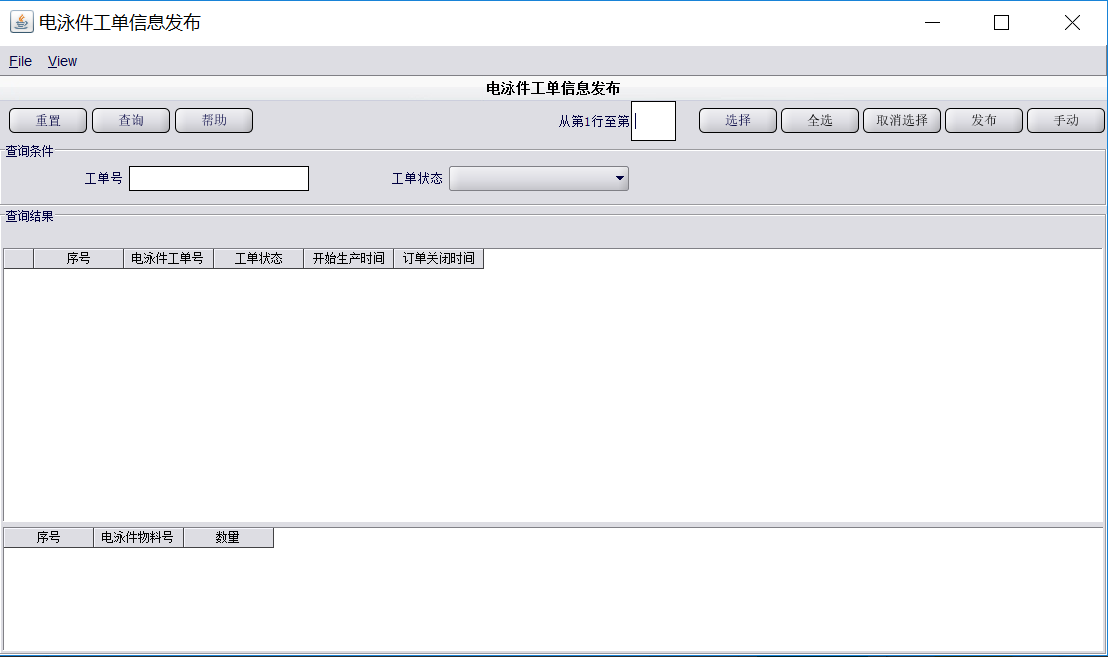 电泳件工单信息发布
File View
电泳件工单信息发布
重置 查询 帮助 从第1行至第 选择 全选 取消选择 发布 手动
查询条件
工单号 工单状态
查询结果
序号 电泳件工单号 工单状态 开始生产时间 订单关闭时间
序号 电泳件物料号 数量